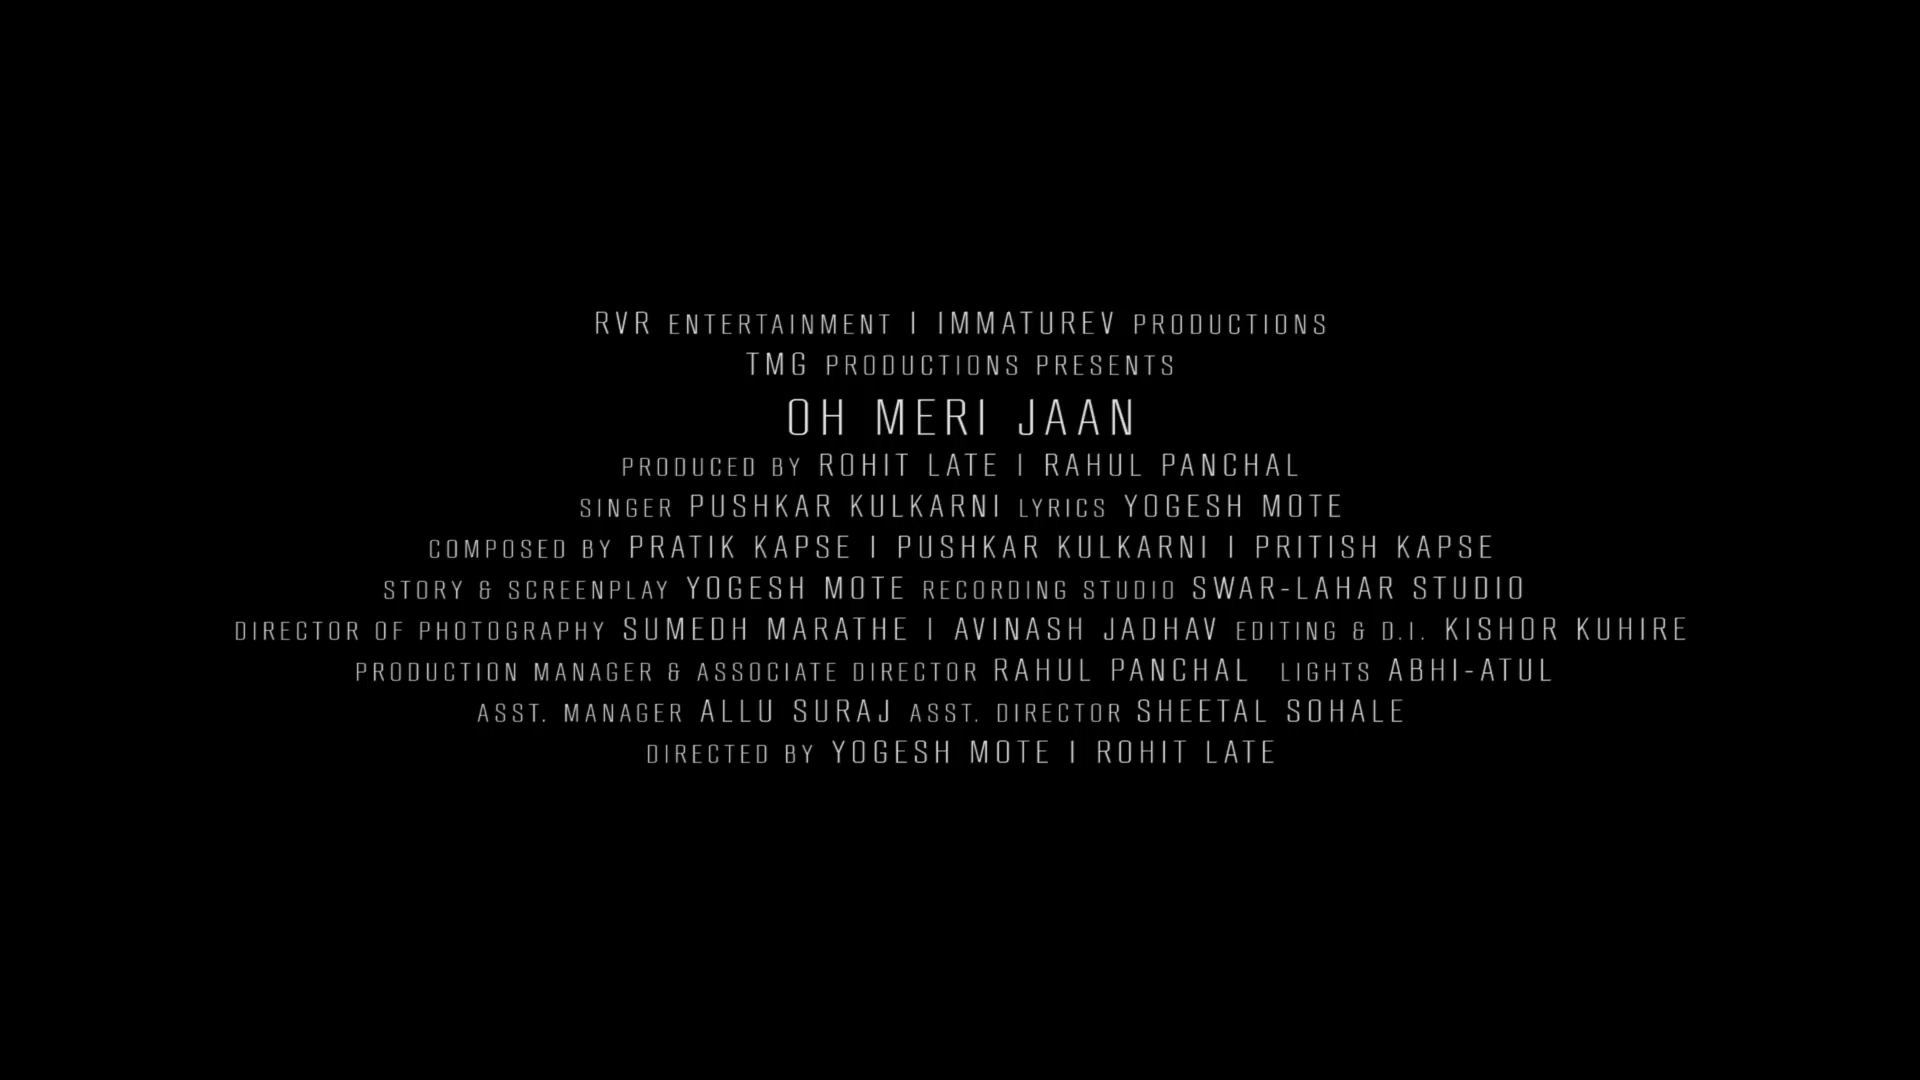 RVR ENTERTAINMENT | IMMATUREV PRODUCTIONS
TMG PRODUCTIONS PRESENTS
OH MERI JAAN
PRODUCED BY ROHIT LATE | RAHUL PANCHAL
SINGER PUSHKAR KULKARNI LYRICS YOGESH MOTE
COMPOSED BY PRATIK KAPSE | PUSHKAR KULKARNI | PRITISH KAPSE
STORY & SCREENPLAY YOGESH MOTE RECORDING STUDIO SWAR-LAHAR STUDIO
DIRECTOR OF PHOTOGRAPHY SUMEDH MARATHE | AVINASH JADHAV EDITING & D.I. KISHOR KUHIRE
PRODUCTION MANAGER & ASSOCIATE DIRECTOR RAHUL PANCHAL LIGHTS ABHI-ATUL
ASST. MANAGER ALLU SURAJ ASST. DIRECTOR SHEETAL SOHALE
DIRECTED BY YOGESH MOTE | ROHIT LATE